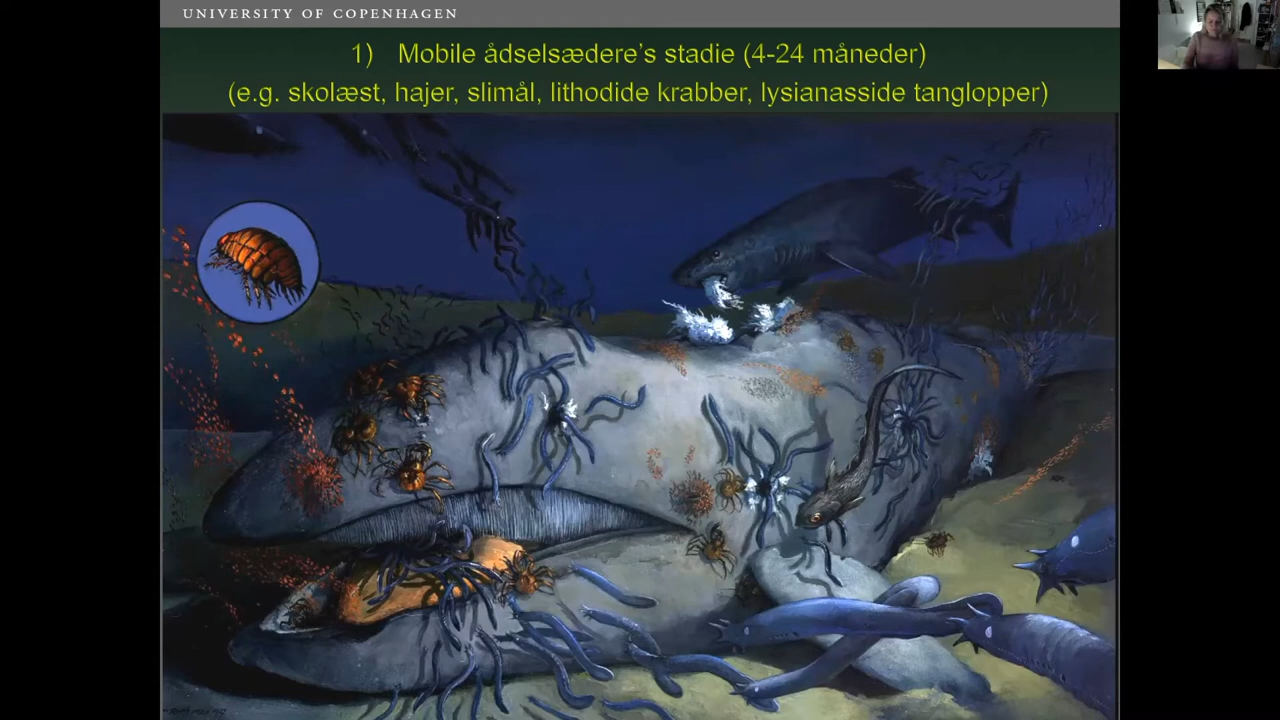 UNIVERSITY OF COPENHAGEN
1) Mobile ådselsædere’s stadie (4-24 måneder)
(e.g. skolæst, hajer, slimål, lithodide krabber, lysianasside tanglopper)